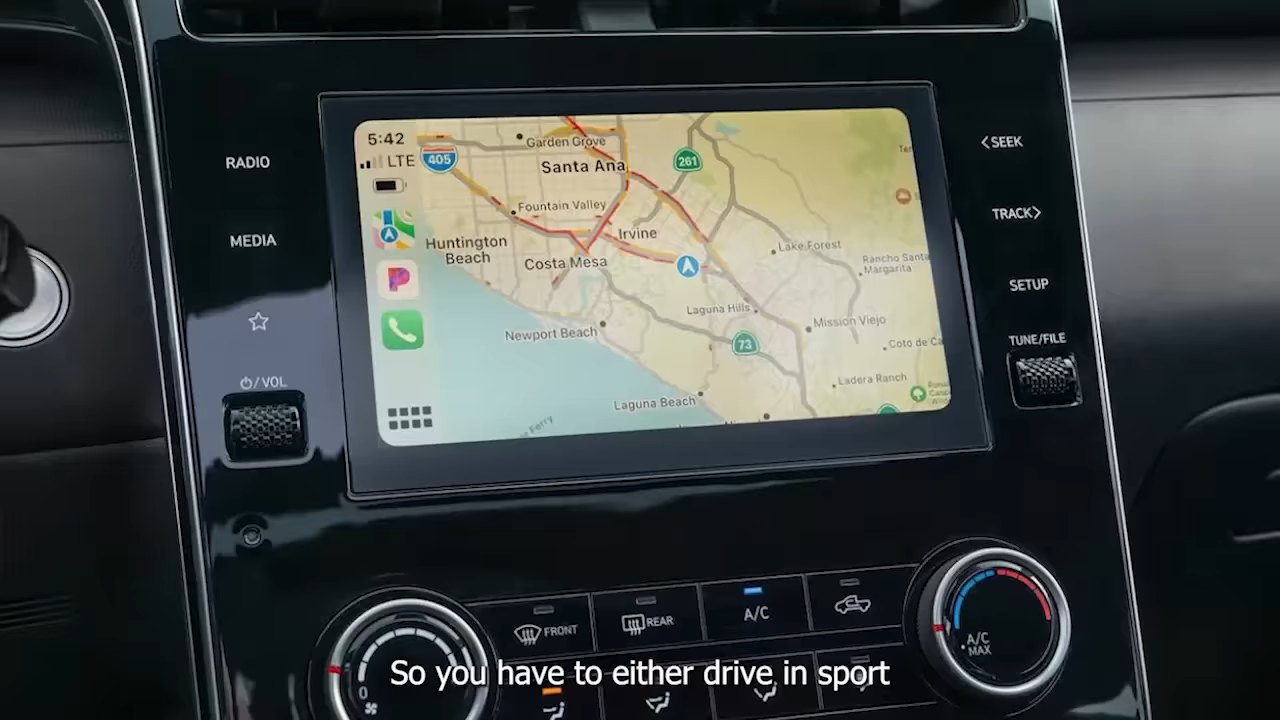 RADIO
MEDIA
/VOL
5:42
LTE
405
Garden Grove
Santa Ana
261
Fountain Valley
Irvine
Huntington
Beach
Costa Mesa
Lake Forest
Rancho Santa
Margarita
Laguna Hills
Newport Beach
73
Mission Viejo
Coto de Ca
Ladera Ranch
Laguna Beach
Ferry
<SEEK
TRACK>
SETUP
TUNE/FILE
FRONT
REAR
A/C
A/C
MAX
0
So you have to either drive in sport